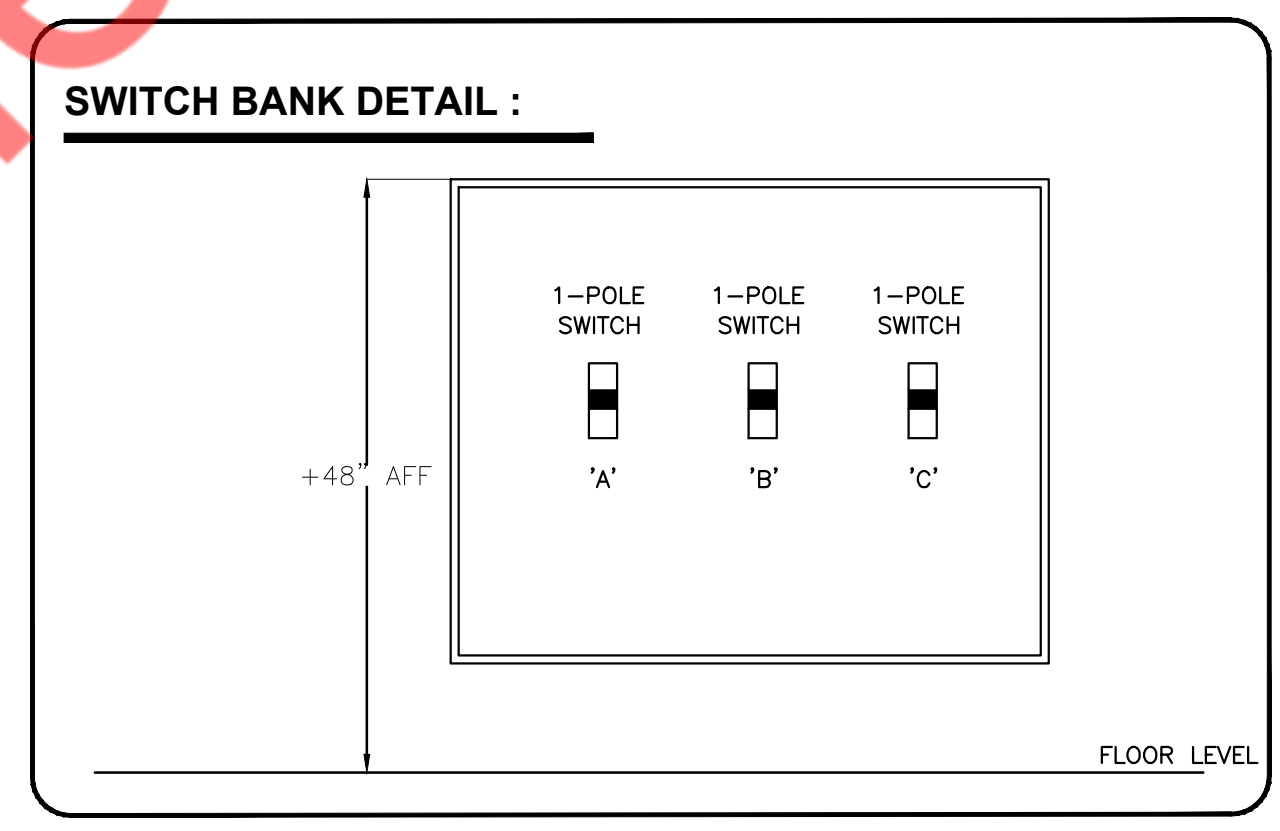 SWITCH BANK DETAIL :
1-POLE 1-POLE 1-POLE
SWITCH SWITCH SWITCH
+48" AFF
'A' 'B' 'C'
FLOOR LEVEL